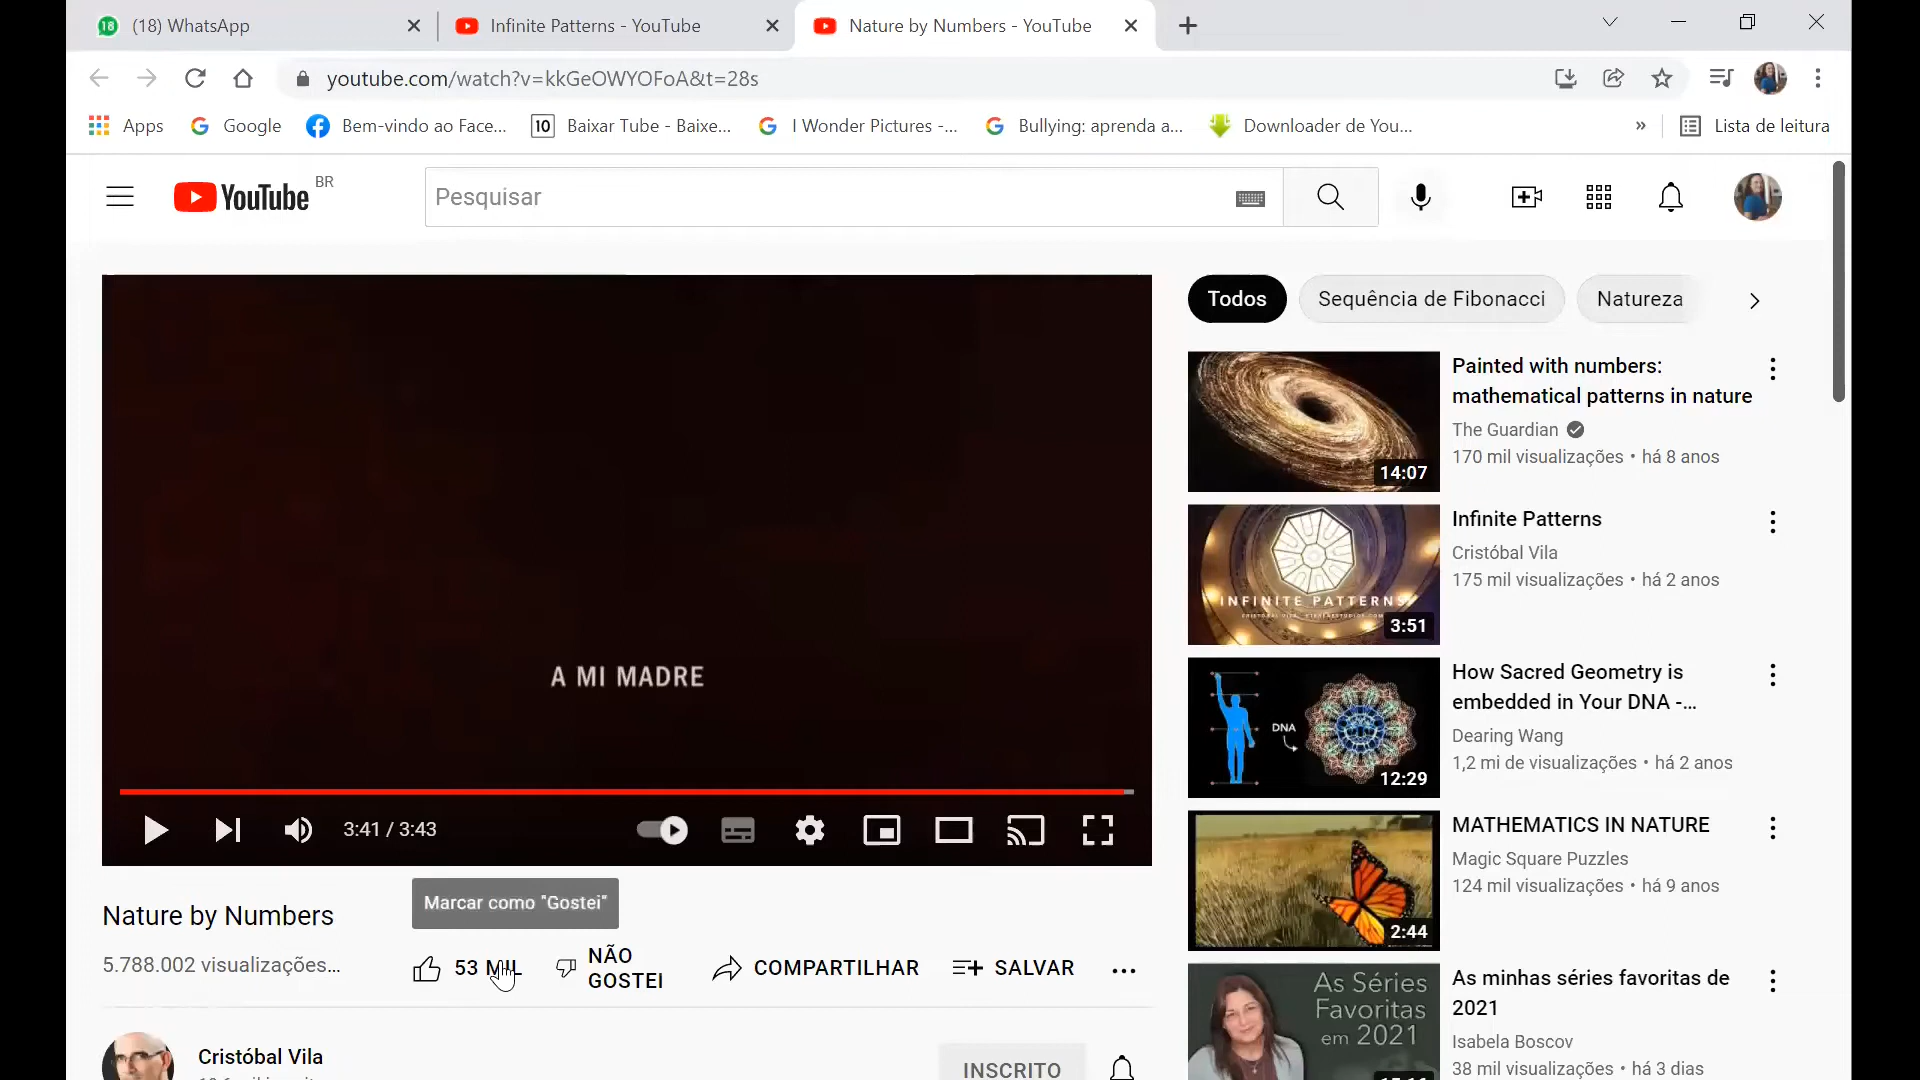 (18) WhatsApp
Infinite Patterns - YouTube
Nature by Numbers - YouTube
youtube.com/watch?v=kkGeOWYOFoA&t=28s
Apps
Google
Bem-vindo ao Face...
10
Baixar Tube - Baixe...
I Wonder Pictures -...
Bullying: aprenda a...
Downloader de You...
»
Lista de leitura
YouTube
BR
Pesquisar
A MI MADRE
3:41 / 3:43
Marcar como "Gostei"
Nature by Numbers
5.788.002 visualizações...
53 MIL
NÃO
GOSTEI
COMPARTILHAR
SALVAR
Cristóbal Vila
INSCRITO
Todos
Sequência de Fibonacci
Natureza
14:07
Painted with numbers:
mathematical patterns in nature
The Guardian
170 mil visualizações • há 8 anos
INFINITE PATTERNS
3:51
Infinite Patterns
Cristóbal Vila
175 mil visualizações • há 2 anos
DNA
12:29
How Sacred Geometry is
embedded in Your DNA -...
Dearing Wang
1,2 mi de visualizações • há 2 anos
2:44
MATHEMATICS IN NATURE
Magic Square Puzzles
124 mil visualizações • há 9 anos
As Séries
Favoritas
em 2021
As minhas séries favoritas de
2021
Isabela Boscov
38 mil visualizações • há 3 dias